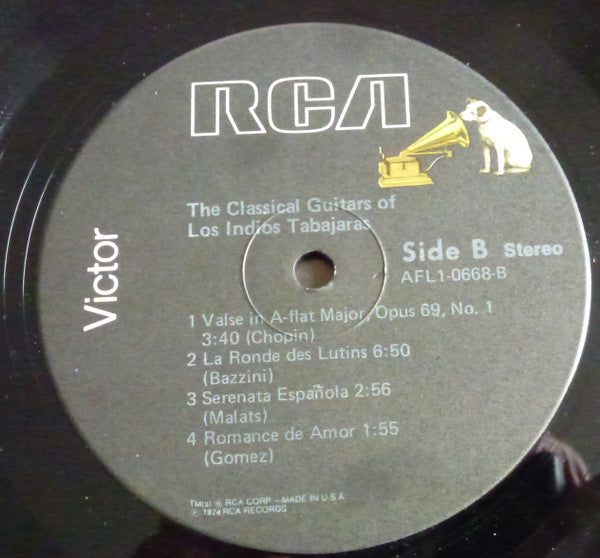 RCA
Victor
The Classical Guitars of
Los Indios Tabajaras
Side B Stereo
AFL1-0668-B
1 Valse in A-flat Major, Opus 69, No. 1
3:40 (Chopin)
2 La Ronde des Lutins 6:50
(Bazzini)
3 Serenata Española 2:56
(Malats)
4 Romance de Amor 1:55
(Gomez)
TM(s) ® RCA CORP.—MADE IN U.S.A.
℗ 1974 RCA RECORDS